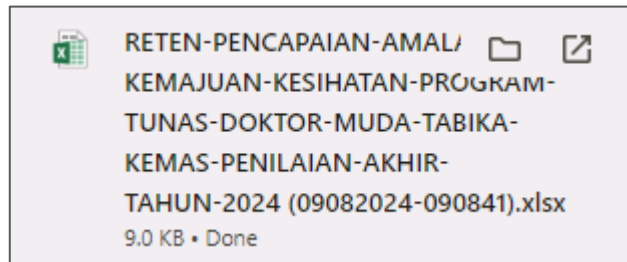 RETEN-PENCAPAIAN-AMALA
KEMAJUAN-KESIHATAN-PROGRAM-
TUNAS-DOKTOR-MUDA-TABIKA-
KEMAS-PENILAIAN-AKHIR-
TAHUN-2024 (09082024-090841).xlsx
9.0 KB • Done